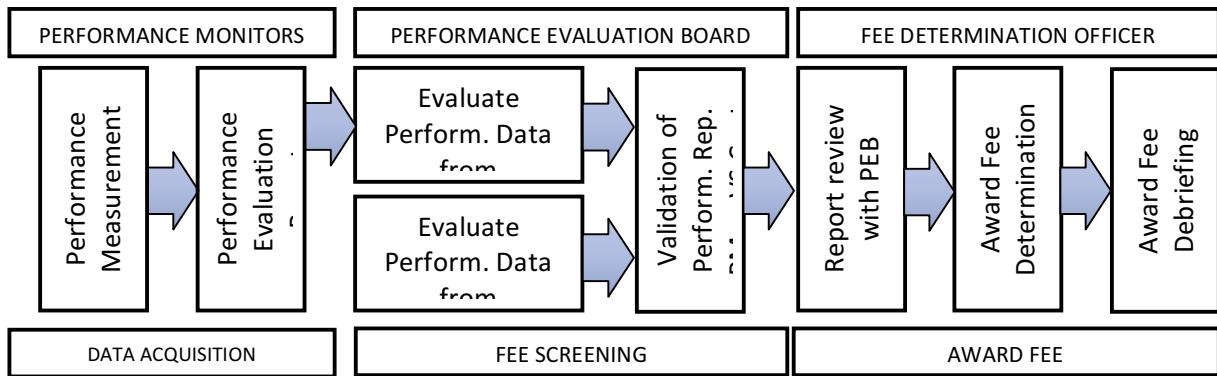 PERFORMANCE MONITORS
PERFORMANCE EVALUATION BOARD
FEE DETERMINATION OFFICER
Performance
Measurement
Performance
Evaluation
Evaluate
Perform. Data
from
Evaluate
Perform. Data
from
Validation of
Perform. Rep.
Report review
with PEB
Award Fee
Determination
Award Fee
Debriefing
DATA ACQUISITION
FEE SCREENING
AWARD FEE